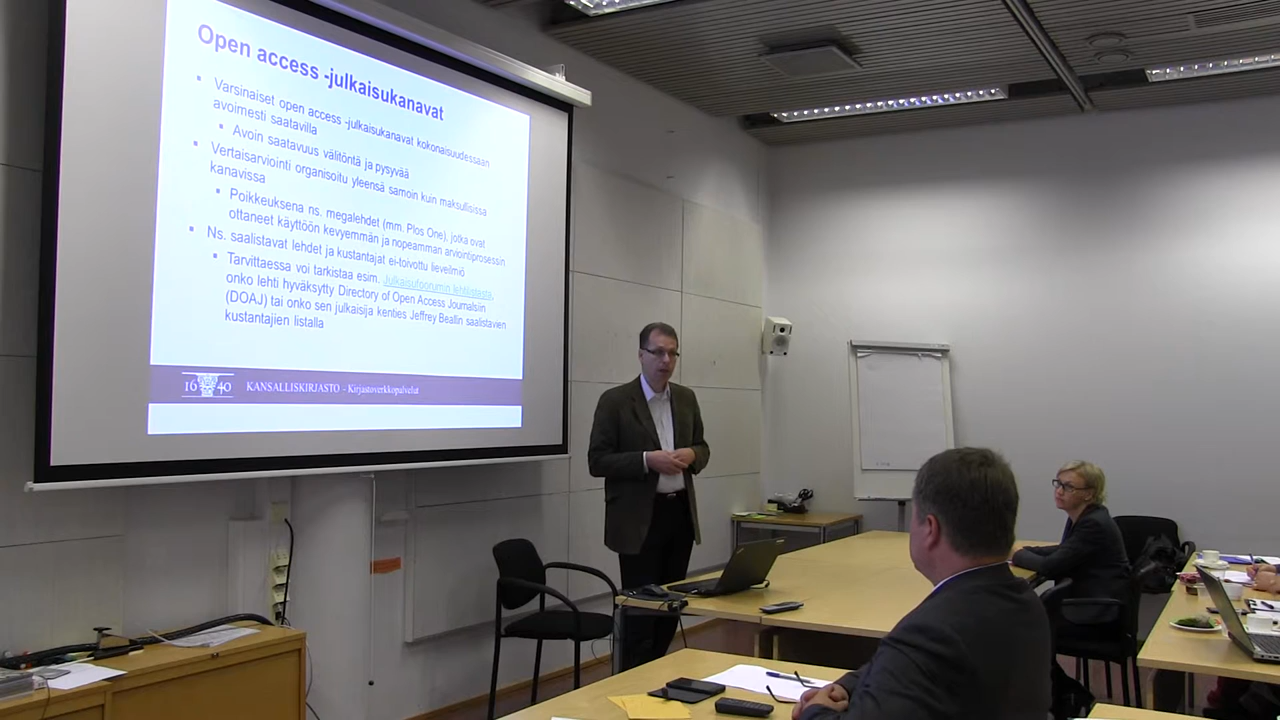 Open access -julkaisukanavat
Varsinaiset open access -julkaisukanavat kokonaisuudessaan
avoimesti saatavilla
Avoin saatavuus välitöntä ja pysyvää
Vertaisarviointi organisoitu yleensä samoin kuin maksullisissa
kanavissa
Poikkeuksena ns. megalehdet (mm. Plos One), jotka ovat
ottaneet käyttöön kevyemmän ja nopeamman arviointiprosessin
Ns. saalistavat lehdet ja kustantajat ei-toivottu lieveilmiö
Tarvittaessa voi tarkistaa esim. Julkaisufoorumin lehtilistasta,
onko lehti hyväksytty Directory of Open Access Journalsiin
(DOAJ) tai onko sen julkaisija kenties Jeffrey Beallin saalistavien
kustantajien listalla
16 40 KANSALLISKIRJASTO – Kirjastoverkkopalvelut